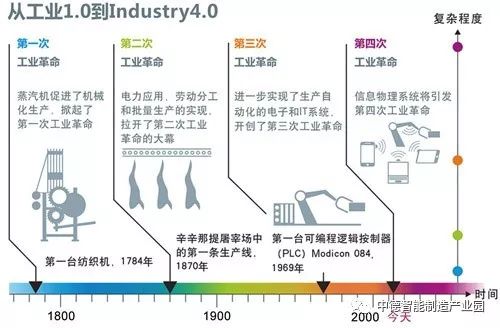 从工业1.0到Industry4.0
复杂程度
第一次
工业革命
蒸汽机促进了机械
化生产，掀起了
第一次工业革命
第二次
工业革命
电力应用、劳动分工
和批量生产的实现，
拉开了第二次工业
革命的大幕
第三次
工业革命
进一步实现了生产自
动化的电子和IT系统，
开创了第三次工业革命
第四次
工业革命
信息物理系统将引发
第四次工业革命
第一台纺织机，1784年
辛辛那提屠宰场中
的第一条生产线，
1870年
第一台可编程逻辑按制器
（PLC）Modicon 084，
1969年
1800
1900
2000
今天
中德智能制造产业园